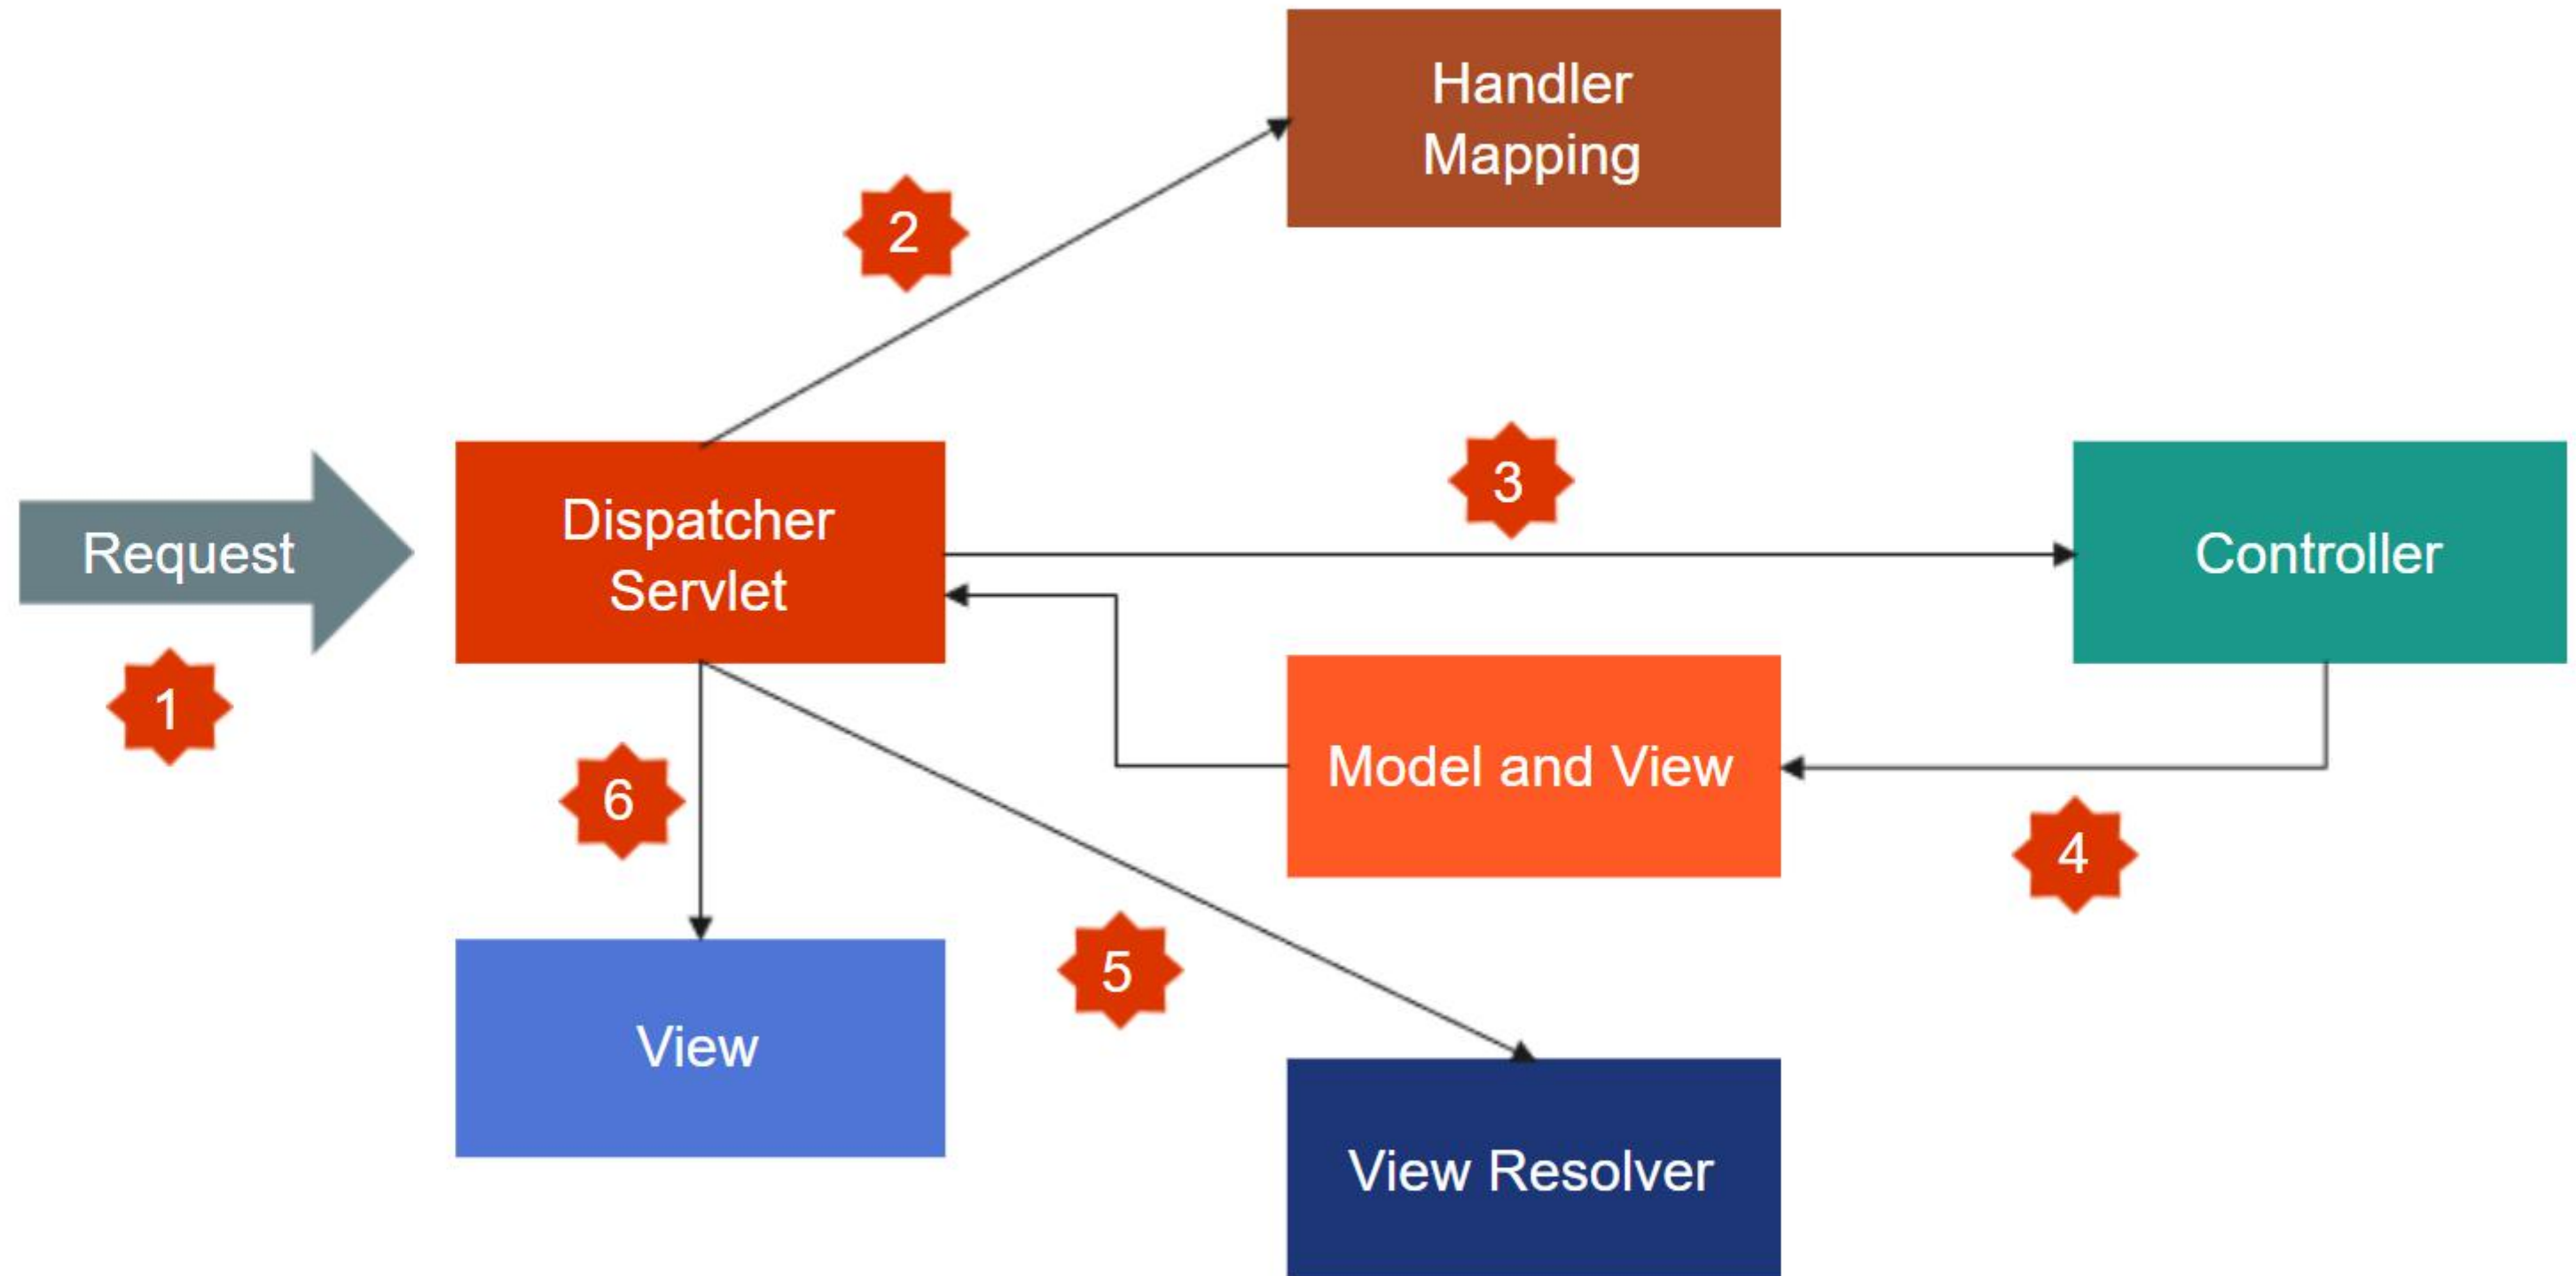 Handler
Mapping
2
3
Dispatcher
Servlet
Request
Controller
1
Model and View
6
4
5
View
View Resolver